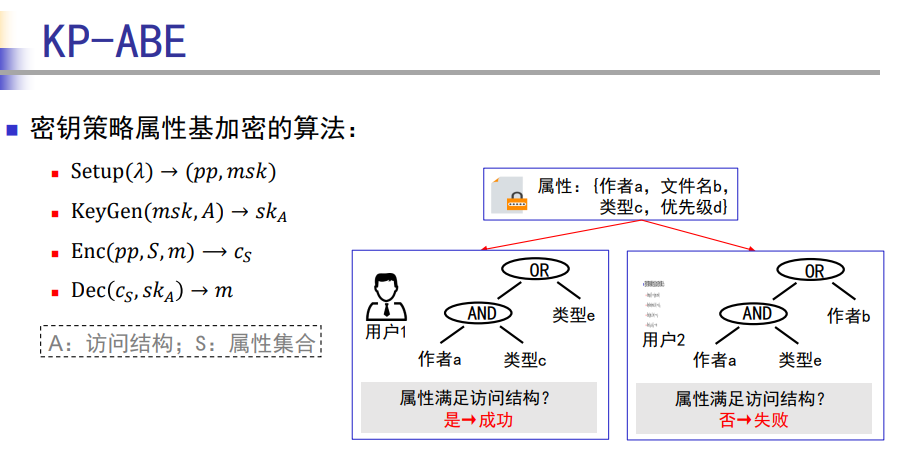 KP-ABE
密钥策略属性基加密的算法：
Setup(λ) → (pp, msk)
KeyGen(msk, A) → sk_A
Enc(pp, S, m) ⟶ c_S
Dec(c_S, sk_A) → m
A：访问结构；S：属性集合
属性：{作者a，文件名b，
类型c，优先级d}
OR
AND
类型e
用户1
作者a
类型c
属性满足访问结构？
是→成功
OR
AND
作者b
用户2
作者a
类型e
属性满足访问结构？
否→失败